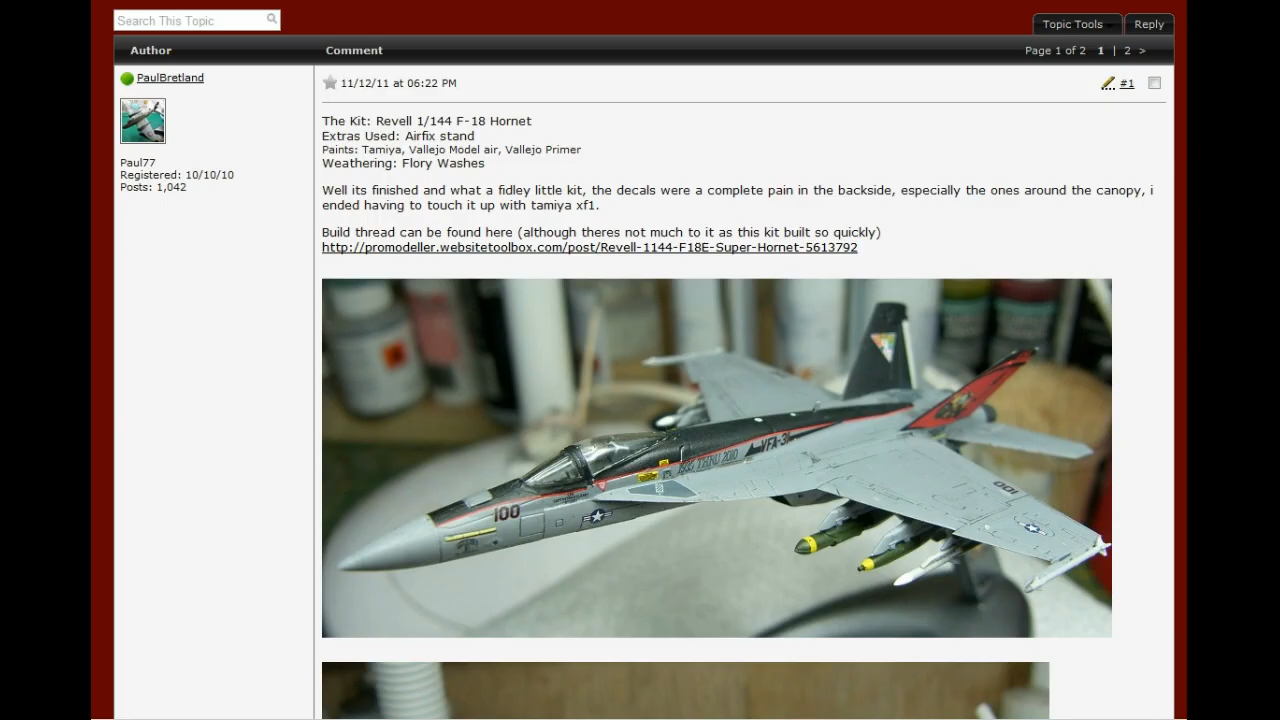 Search This Topic
Topic Tools
Reply
Author
Comment
Page 1 of 2 1 | 2 >
PaulBretland
11/12/11 at 06:22 PM
#1
Paul77
Registered: 10/10/10
Posts: 1,042
The Kit: Revell 1/144 F-18 Hornet
Extras Used: Airfix stand
Paints: Tamiya, Vallejo Model air, Vallejo Primer
Weathering: Flory Washes
Well its finished and what a fidley little kit, the decals were a complete pain in the backside, especially the ones around the canopy, i
ended having to touch it up with tamiya xf1.
Build thread can be found here (although theres not much to it as this kit built so quickly)
http://promodeller.websitetoolbox.com/post/Revell-1144-F18E-Super-Hornet-5613792
VFA-31
1935 THRU 2010
100
100